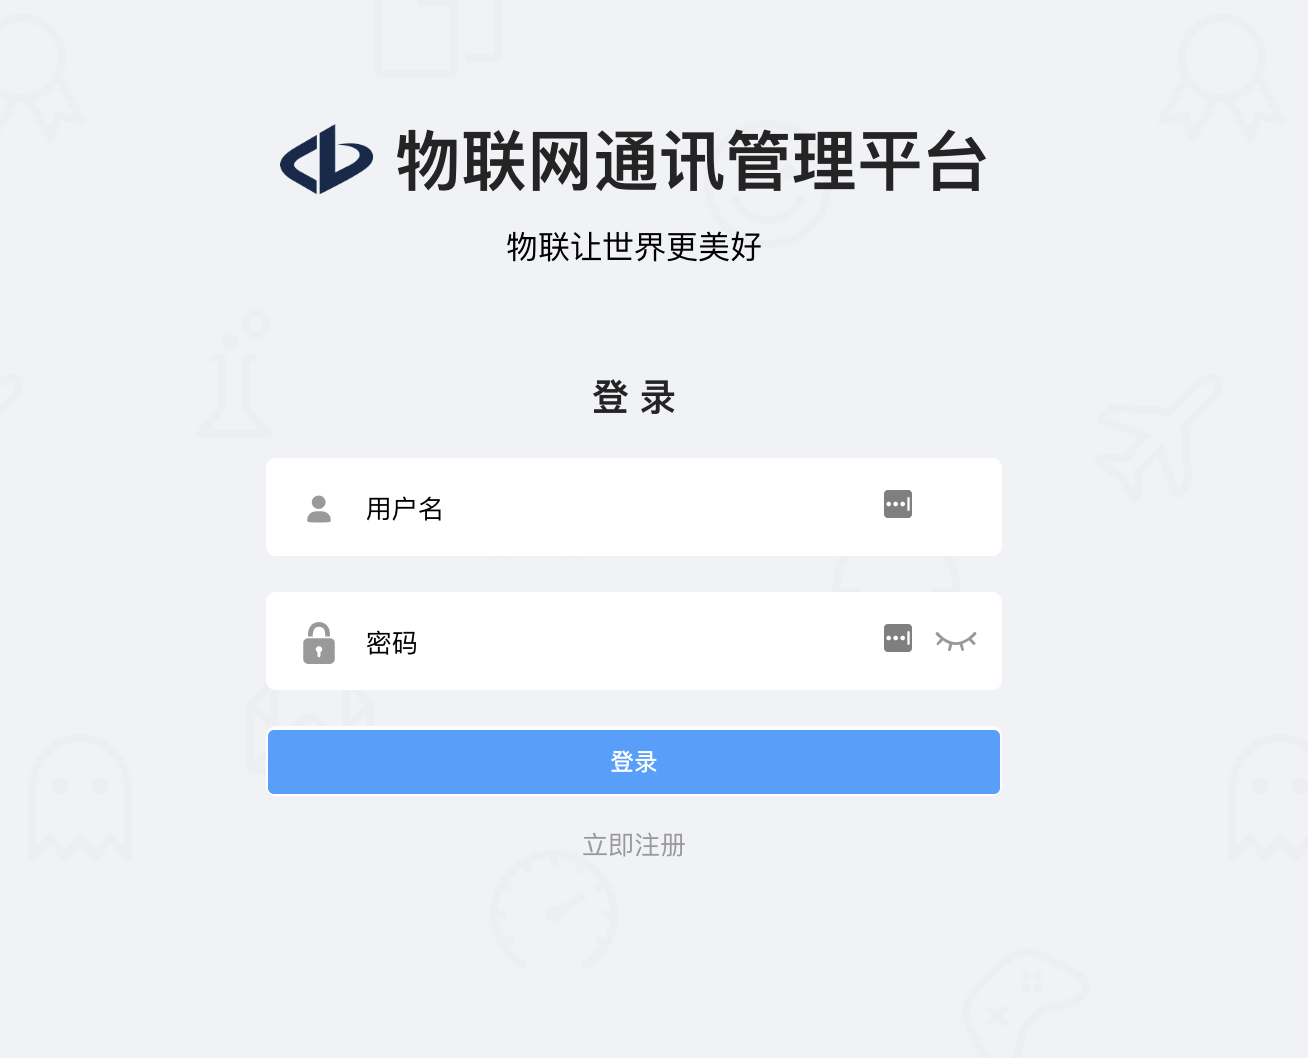 物联网通讯管理平台
物联让世界更美好
登 录
用户名
密码
登录
立即注册